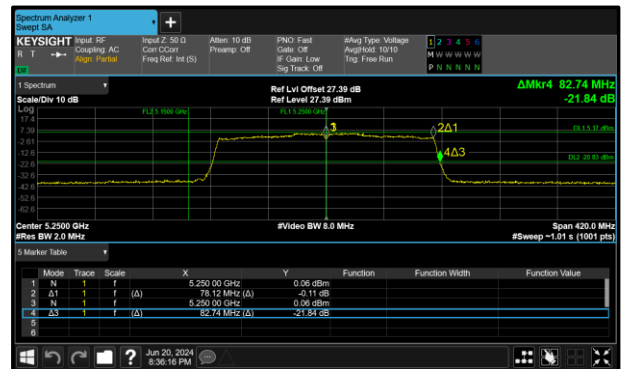 Spectrum Analyzer 1
Swept SA
+
KEYSIGHT Input: RF Input Z: 50 Ω Atten: 10 dB PNO: Fast #Avg Type: Voltage 1 2 3 4 5 6
R T Coupling: AC Corr CCorr Preamp: Off Gate: Off Avg|Hold: 10/10 M W W W W W
Align: Partial Freq Ref: Int (S) IF Gain: Low Trig: Free Run
Sig Track: Off P N N N N N
LW
1 Spectrum Ref Lvl Offset 27.39 dB ΔMkr4 82.74 MHz
Scale/Div 10 dB Ref Level 27.39 dBm -21.84 dB
Log FL2 5.1500 GHz FL1 5.2500 GHz
17.4
7.39 3 2Δ1 DL1 5.37 dBm
-2.61
-12.6 4Δ3
-22.6 DL2 -20.83 dBm
-32.6
-42.6
-52.6
-62.6
Center 5.2500 GHz #Video BW 8.0 MHz Span 420.0 MHz
#Res BW 2.0 MHz #Sweep ~1.01 s (1001 pts)
5 Marker Table
Mode Trace Scale X Y Function Function Width Function Value
1 N 1 f 5.250 00 GHz 0.06 dBm
2 Δ1 1 f (Δ) 78.12 MHz (Δ) -0.11 dB
3 N 1 f 5.250 00 GHz 0.06 dBm
4 Δ3 1 f (Δ) 82.74 MHz (Δ) -21.84 dB
5
6
? Jun 20, 2024
8:36:16 PM